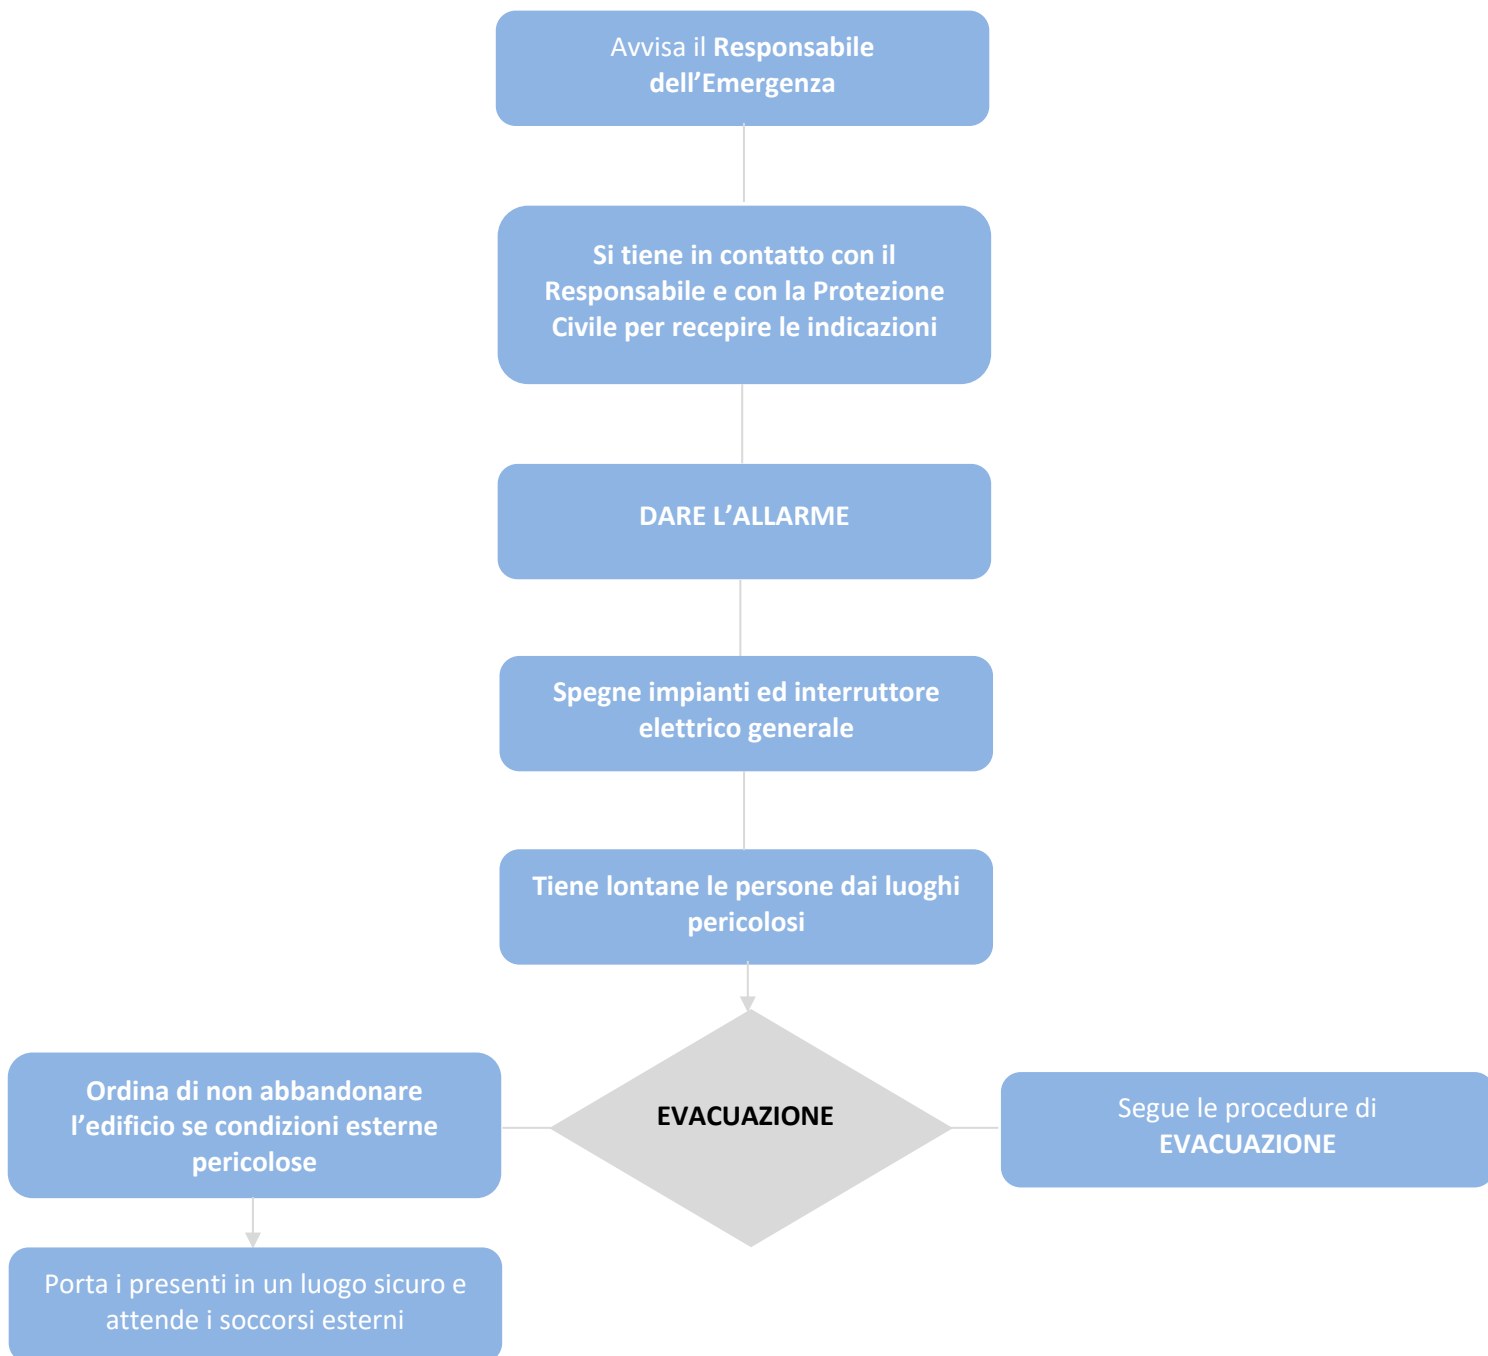 Avvisa il Responsabile
dell’Emergenza
Si tiene in contatto con il
Responsabile e con la Protezione
Civile per recepire le indicazioni
DARE L’ALLARME
Spegne impianti ed interruttore
elettrico generale
Tiene lontane le persone dai luoghi
pericolosi
EVACUAZIONE
Ordina di non abbandonare
l’edificio se condizioni esterne
pericolose
Segue le procedure di
EVACUAZIONE
Porta i presenti in un luogo sicuro e
attende i soccorsi esterni